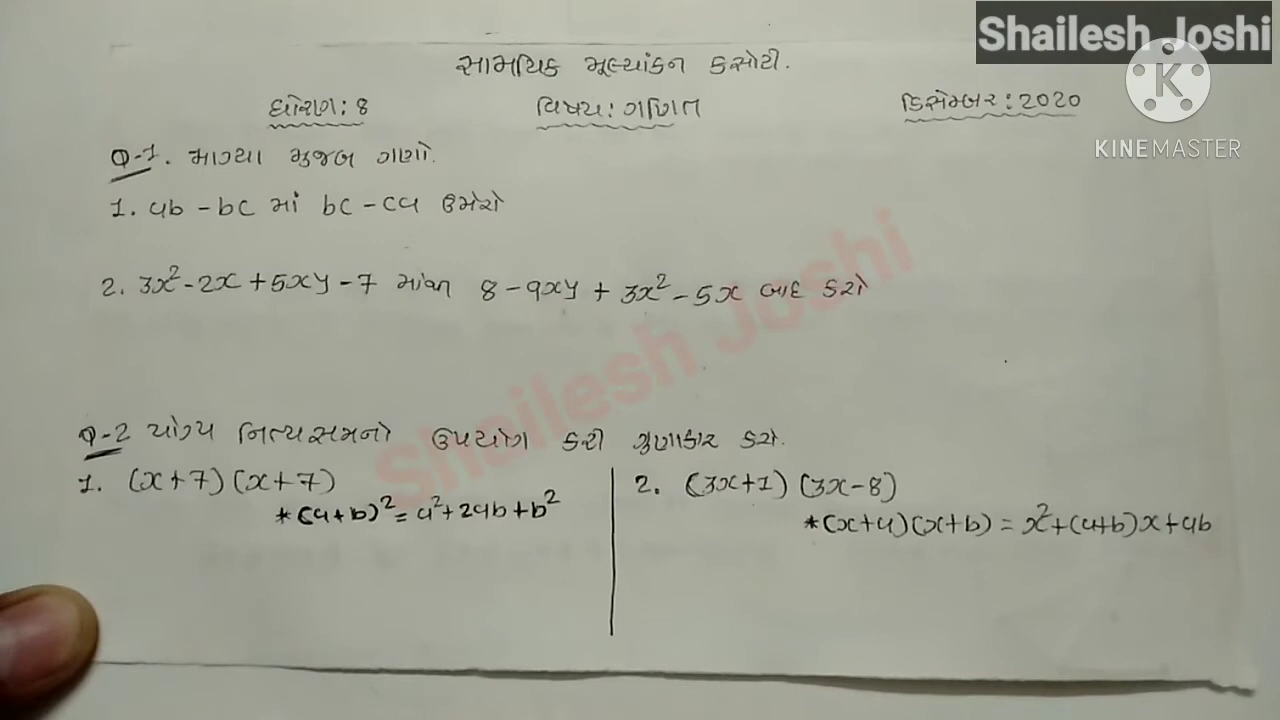 Shailesh Joshi
KINEMASTER
સામયિક મૂલ્યાંકન કસોટી.
ધોરણ: 8 વિષય: ગણિત ડિસેમ્બર: 2020
Q-1. માગ્યા મુજબ ગણો.
1. ab - bc માં bc - ca ઉમેરો
2. 3x² - 2x + 5xy - 7 માંથી 8 - 9xy + 3x² - 5x બાદ કરો
Shailesh Joshi
Q-2 યોગ્ય નિત્યસમનો ઉપયોગ કરી ગુણાકાર કરો.
1. (x+7) (x+7)
*(a+b)² = a² + 2ab + b²
2. (3x+1) (3x-8)
*(x+a)(x+b) = x² + (a+b)x + ab